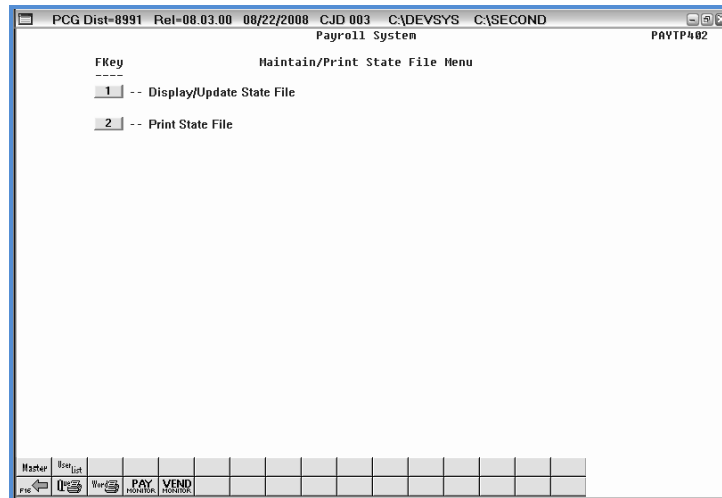 PCG Dist=8991 Rel=08.03.00 08/22/2008 CJD 003 C:\DEVSYS C:\SECOND
Payroll System PAYTP402
FKey Maintain/Print State File Menu
----
1 -- Display/Update State File
2 -- Print State File
Master User List
F16 PAY MONITOR VEND MONITOR